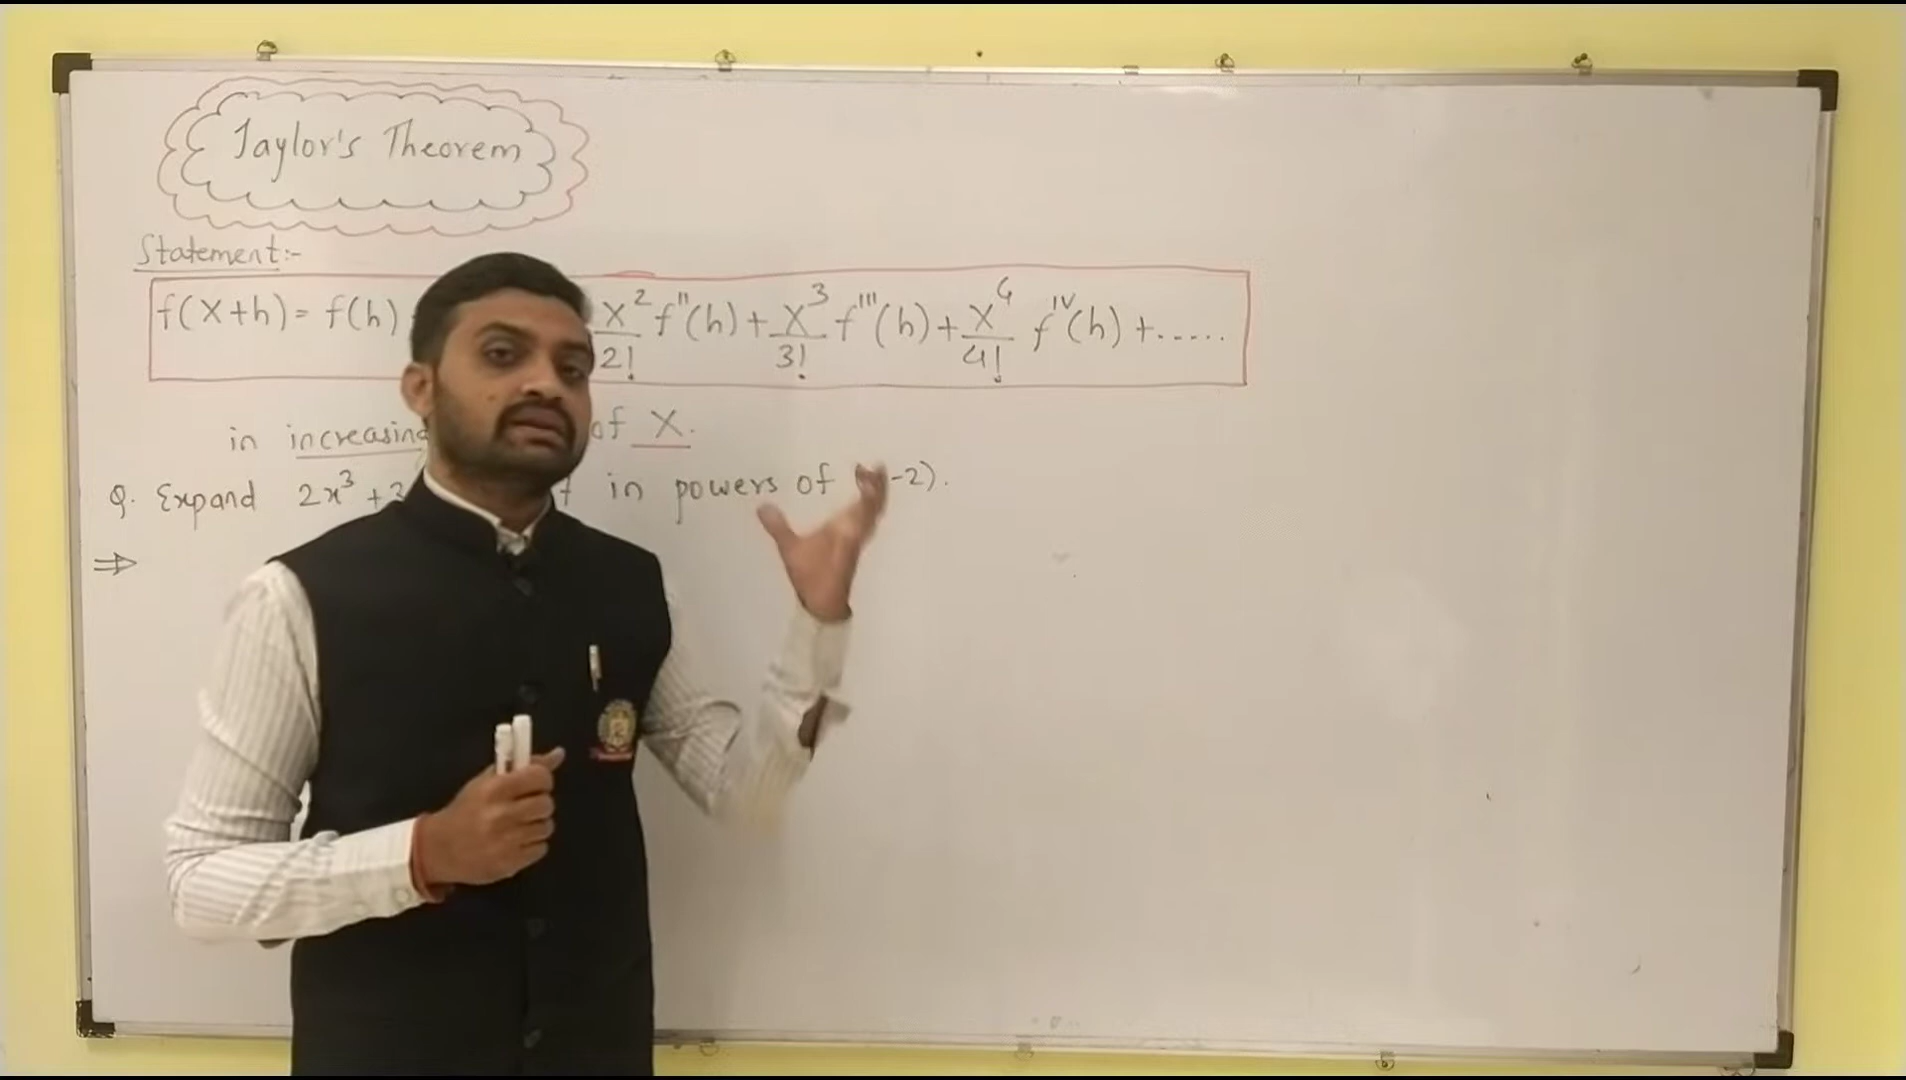 Taylor's Theorem
Statement:-
f(X+h)= f(h) X²/2! f''(h) + X³/3! f'''(h) + X⁴/4! f^IV(h) + ......
in increasing of X.
Q. Expand 2x³ + in powers of -2).
⇒